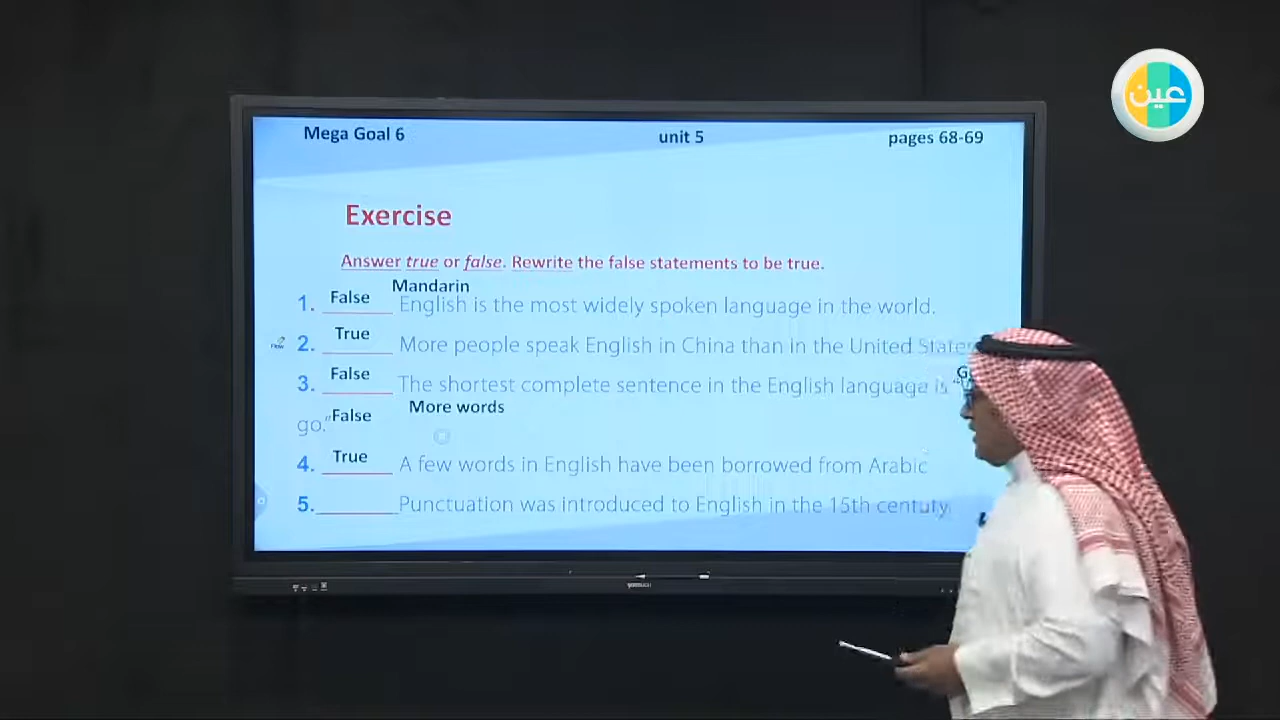 عين
Mega Goal 6 unit 5 pages 68-69
Exercise
Answer true or false. Rewrite the false statements to be true.
Mandarin
1. False English is the most widely spoken language in the world.
2. True More people speak English in China than in the United
3. False The shortest complete sentence in the English language is "
go." False More words
4. True A few words in English have been borrowed from Arabic
5. Punctuation was introduced to English in the 15th century.